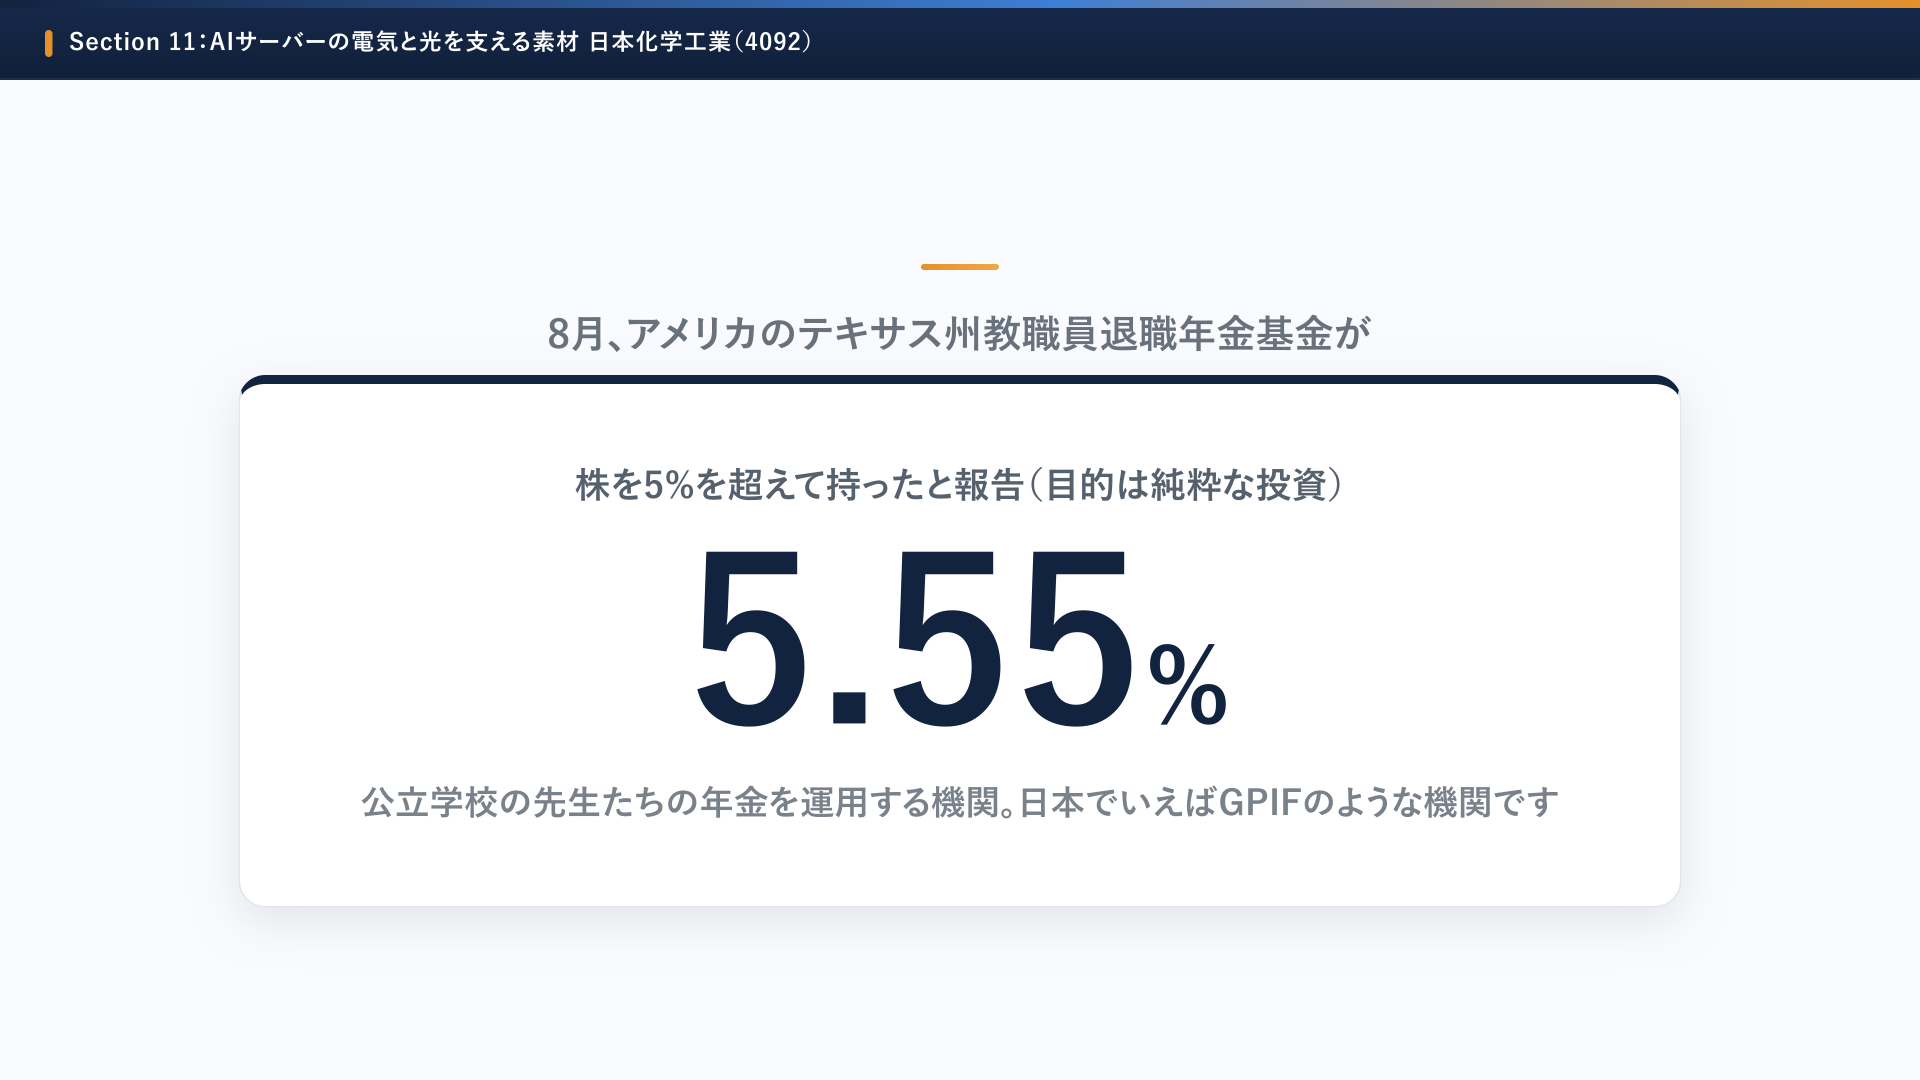 Section 11：AIサーバーの電気と光を支える素材 日本化学工業（4092）
8月、アメリカのテキサス州教職員退職年金基金が
株を5%を超えて持ったと報告（目的は純粋な投資）
5.55%
公立学校の先生たちの年金を運用する機関。日本でいえばGPIFのような機関です